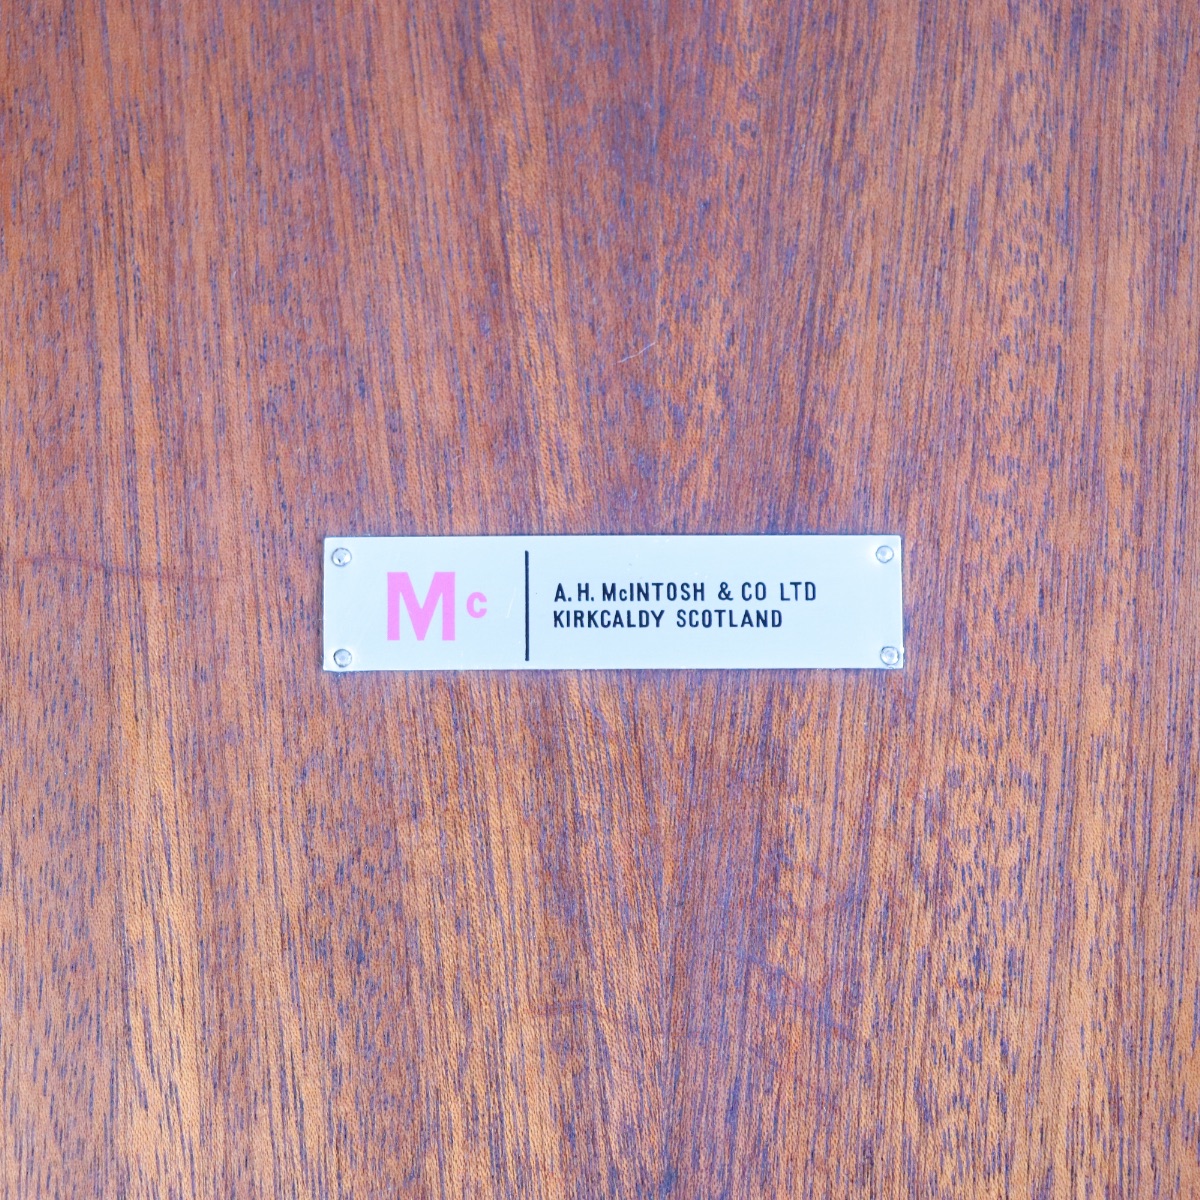 Mc
A.H. McINTOSH & CO LTD
KIRKCALDY SCOTLAND